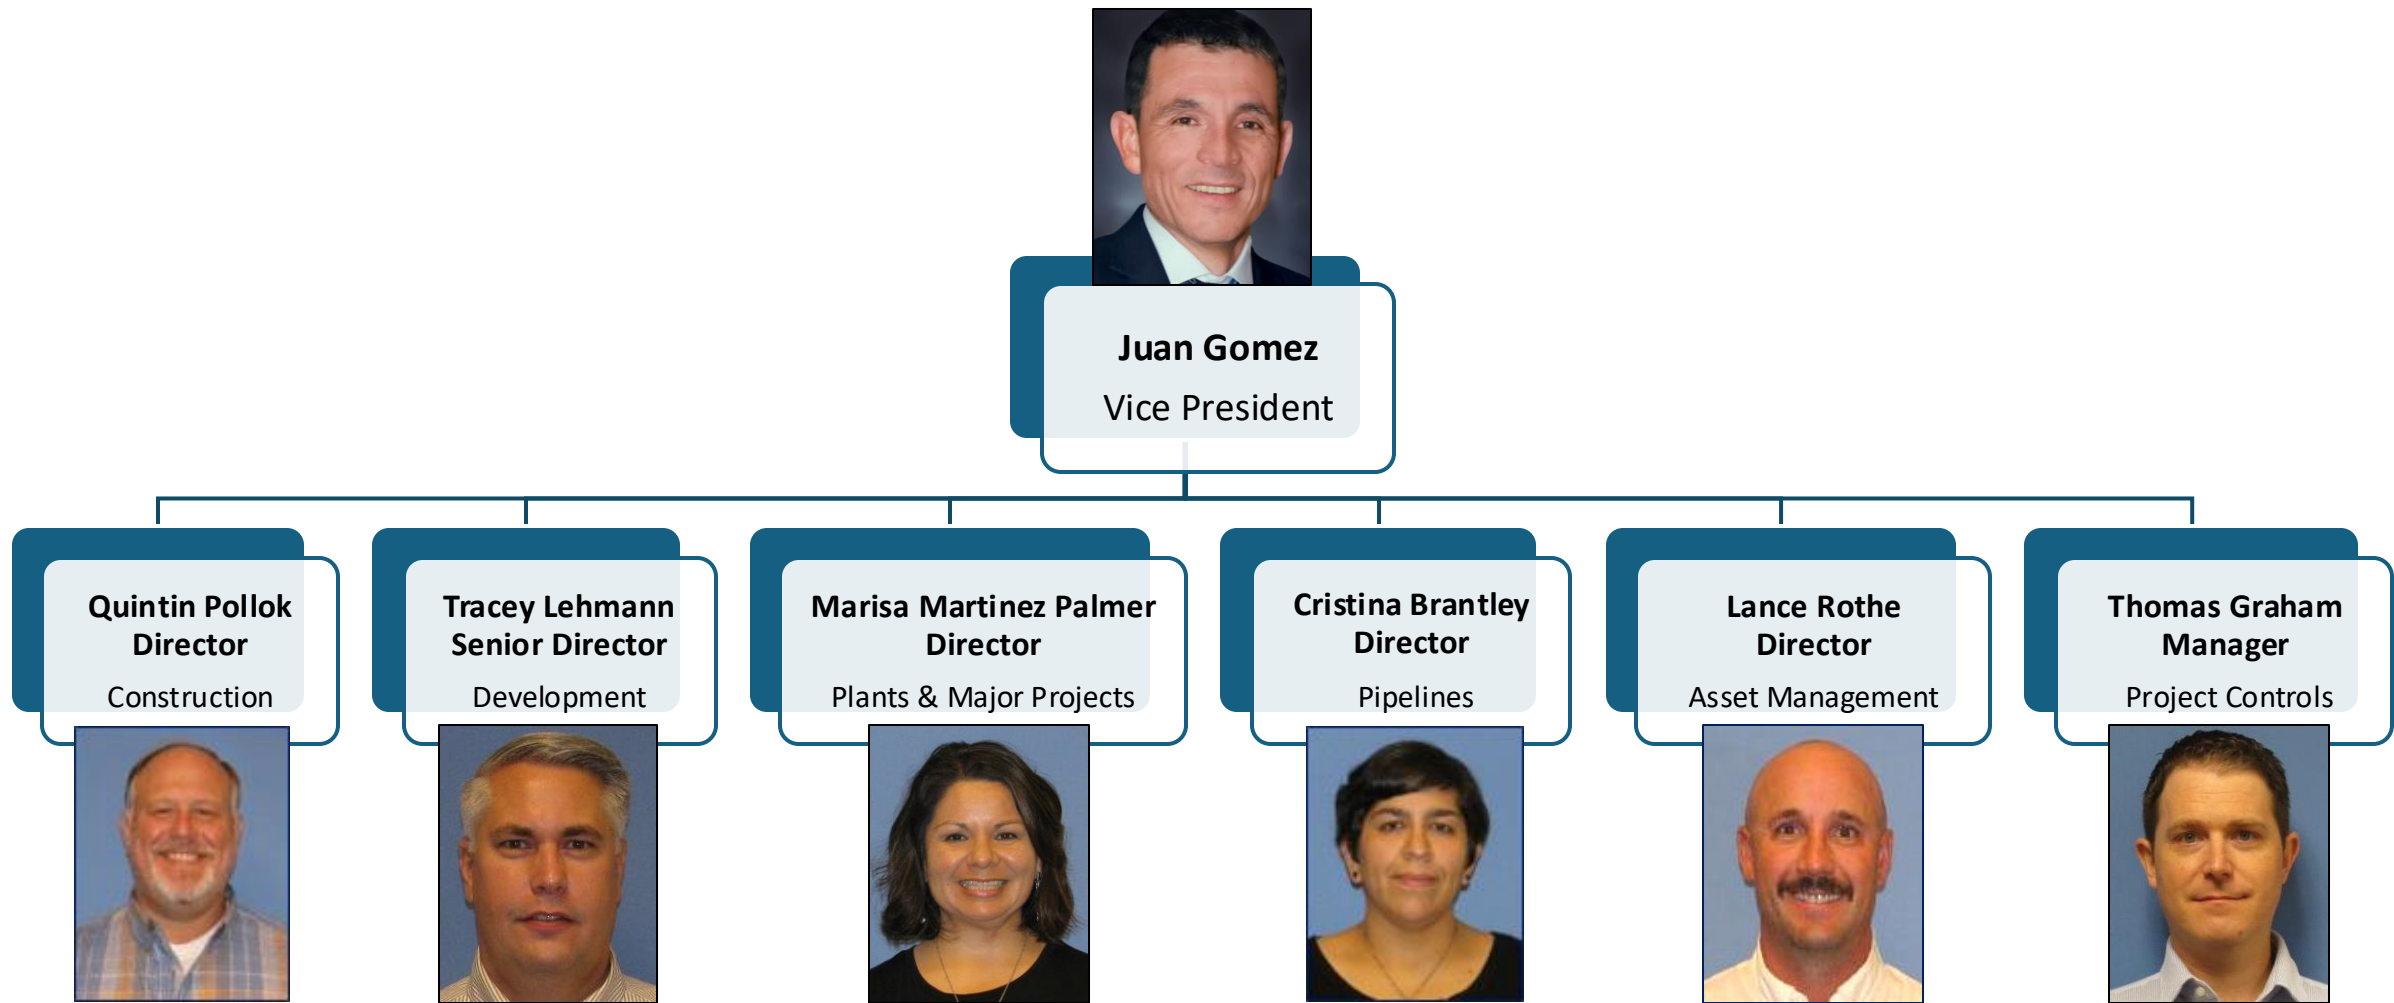 Juan Gomez
Vice President
Quintin Pollok
Director
Construction
Tracey Lehmann
Senior Director
Development
Marisa Martinez Palmer
Director
Plants & Major Projects
Cristina Brantley
Director
Pipelines
Lance Rothe
Director
Asset Management
Thomas Graham
Manager
Project Controls